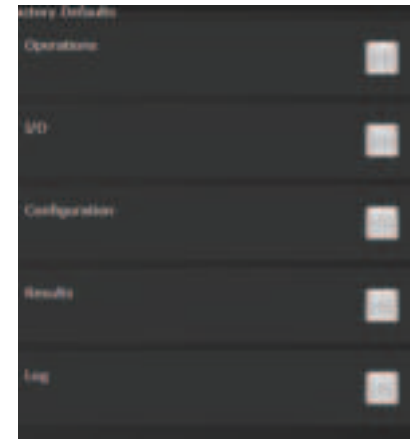 actory Defaults
Operations
I/O
Configuration
Results
Log